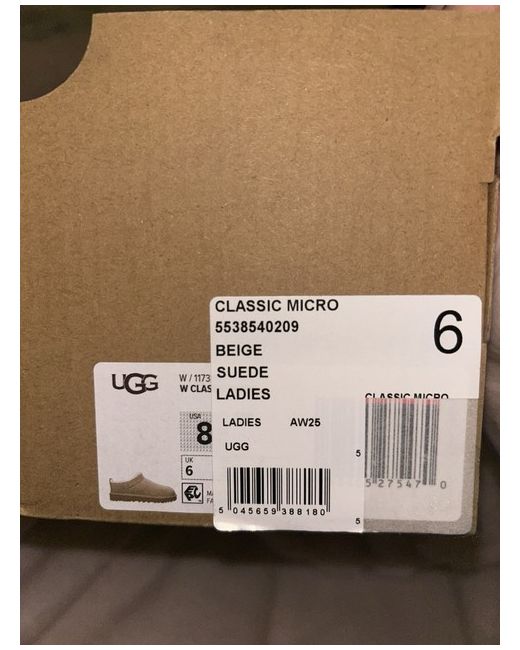 CLASSIC MICRO
5538540209
6
BEIGE
SUEDE
LADIES
LADIES AW25
UGG
5 045659 388180
5
5
UGG
W / 1173
W CLAS
USA
8
UK
6
CLASSIC MICRO
5 27547 0